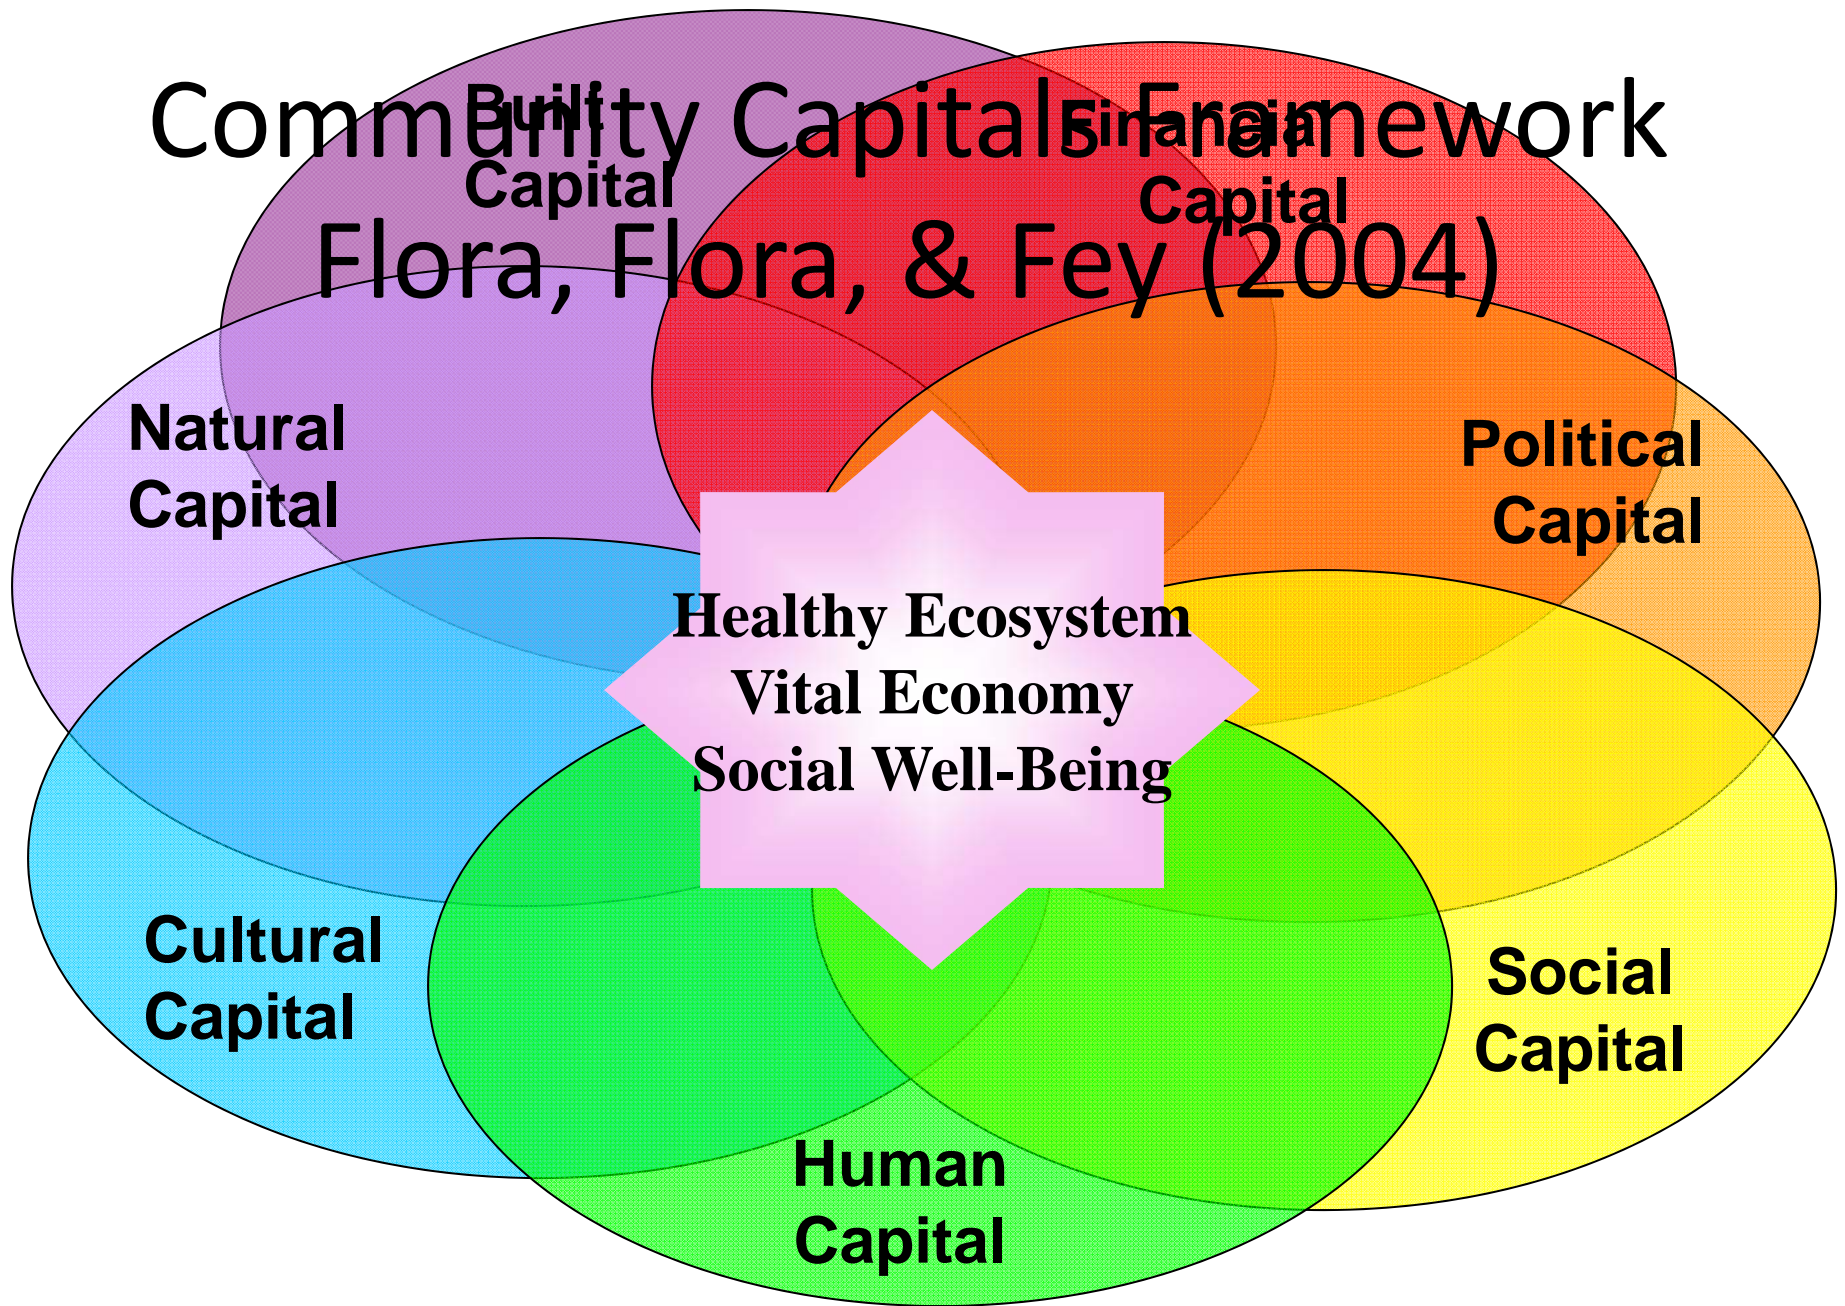 Community Capitals Framework
Flora, Flora, & Fey (2004)
Built
Capital
Financial
Capital
Natural
Capital
Political
Capital
Healthy Ecosystem
Vital Economy
Social Well-Being
Cultural
Capital
Social
Capital
Human
Capital